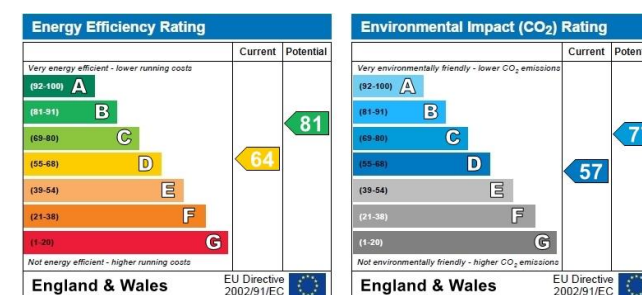 Energy Efficiency Rating
Current Potential
Very energy efficient - lower running costs
(92-100) A
(81-91) B
(69-80) C
(55-68) D
(39-54) E
(21-38) F
(1-20) G
64
81
Not energy efficient - higher running costs
England & Wales
EU Directive
2002/91/EC
Environmental Impact (CO₂) Rating
Current
Very environmentally friendly - lower CO₂ emissions
(92-100) A
(81-91) B
(69-80) C
(55-68) D
(39-54) E
(21-38) F
(1-20) G
57
Not environmentally friendly - higher CO₂ emissions
England & Wales
EU Directive
2002/91/EC